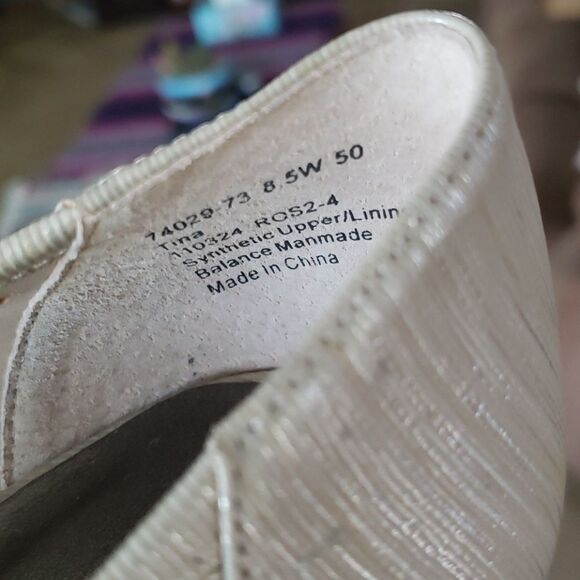 74029-73 8.5W 50
Tina
110324 ROS2-4
Synthetic Upper/Linin
Balance Manmade
Made in China